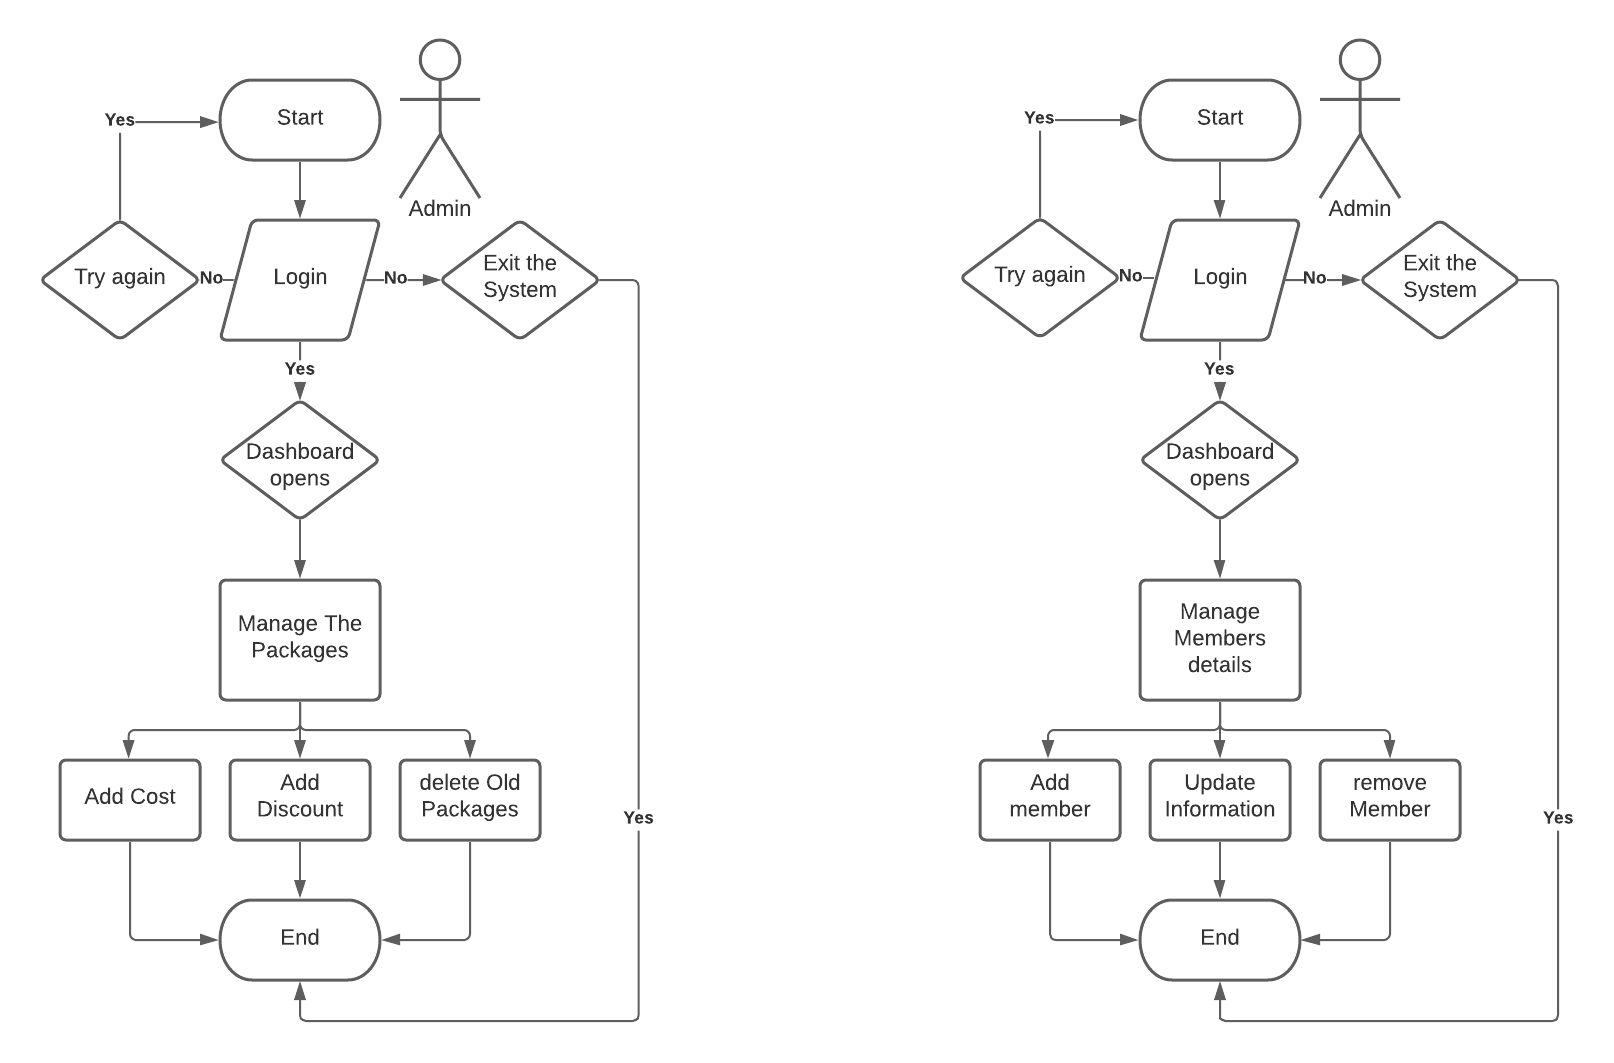 Start
Admin
Yes
Try again
No
Login
No
Exit the
System
Yes
Dashboard
opens
Manage The
Packages
Add Cost
Add
Discount
delete Old
Packages
Yes
End
Start
Admin
Yes
Try again
No
Login
No
Exit the
System
Yes
Dashboard
opens
Manage
Members
details
Add
member
Update
Information
remove
Member
Yes
End